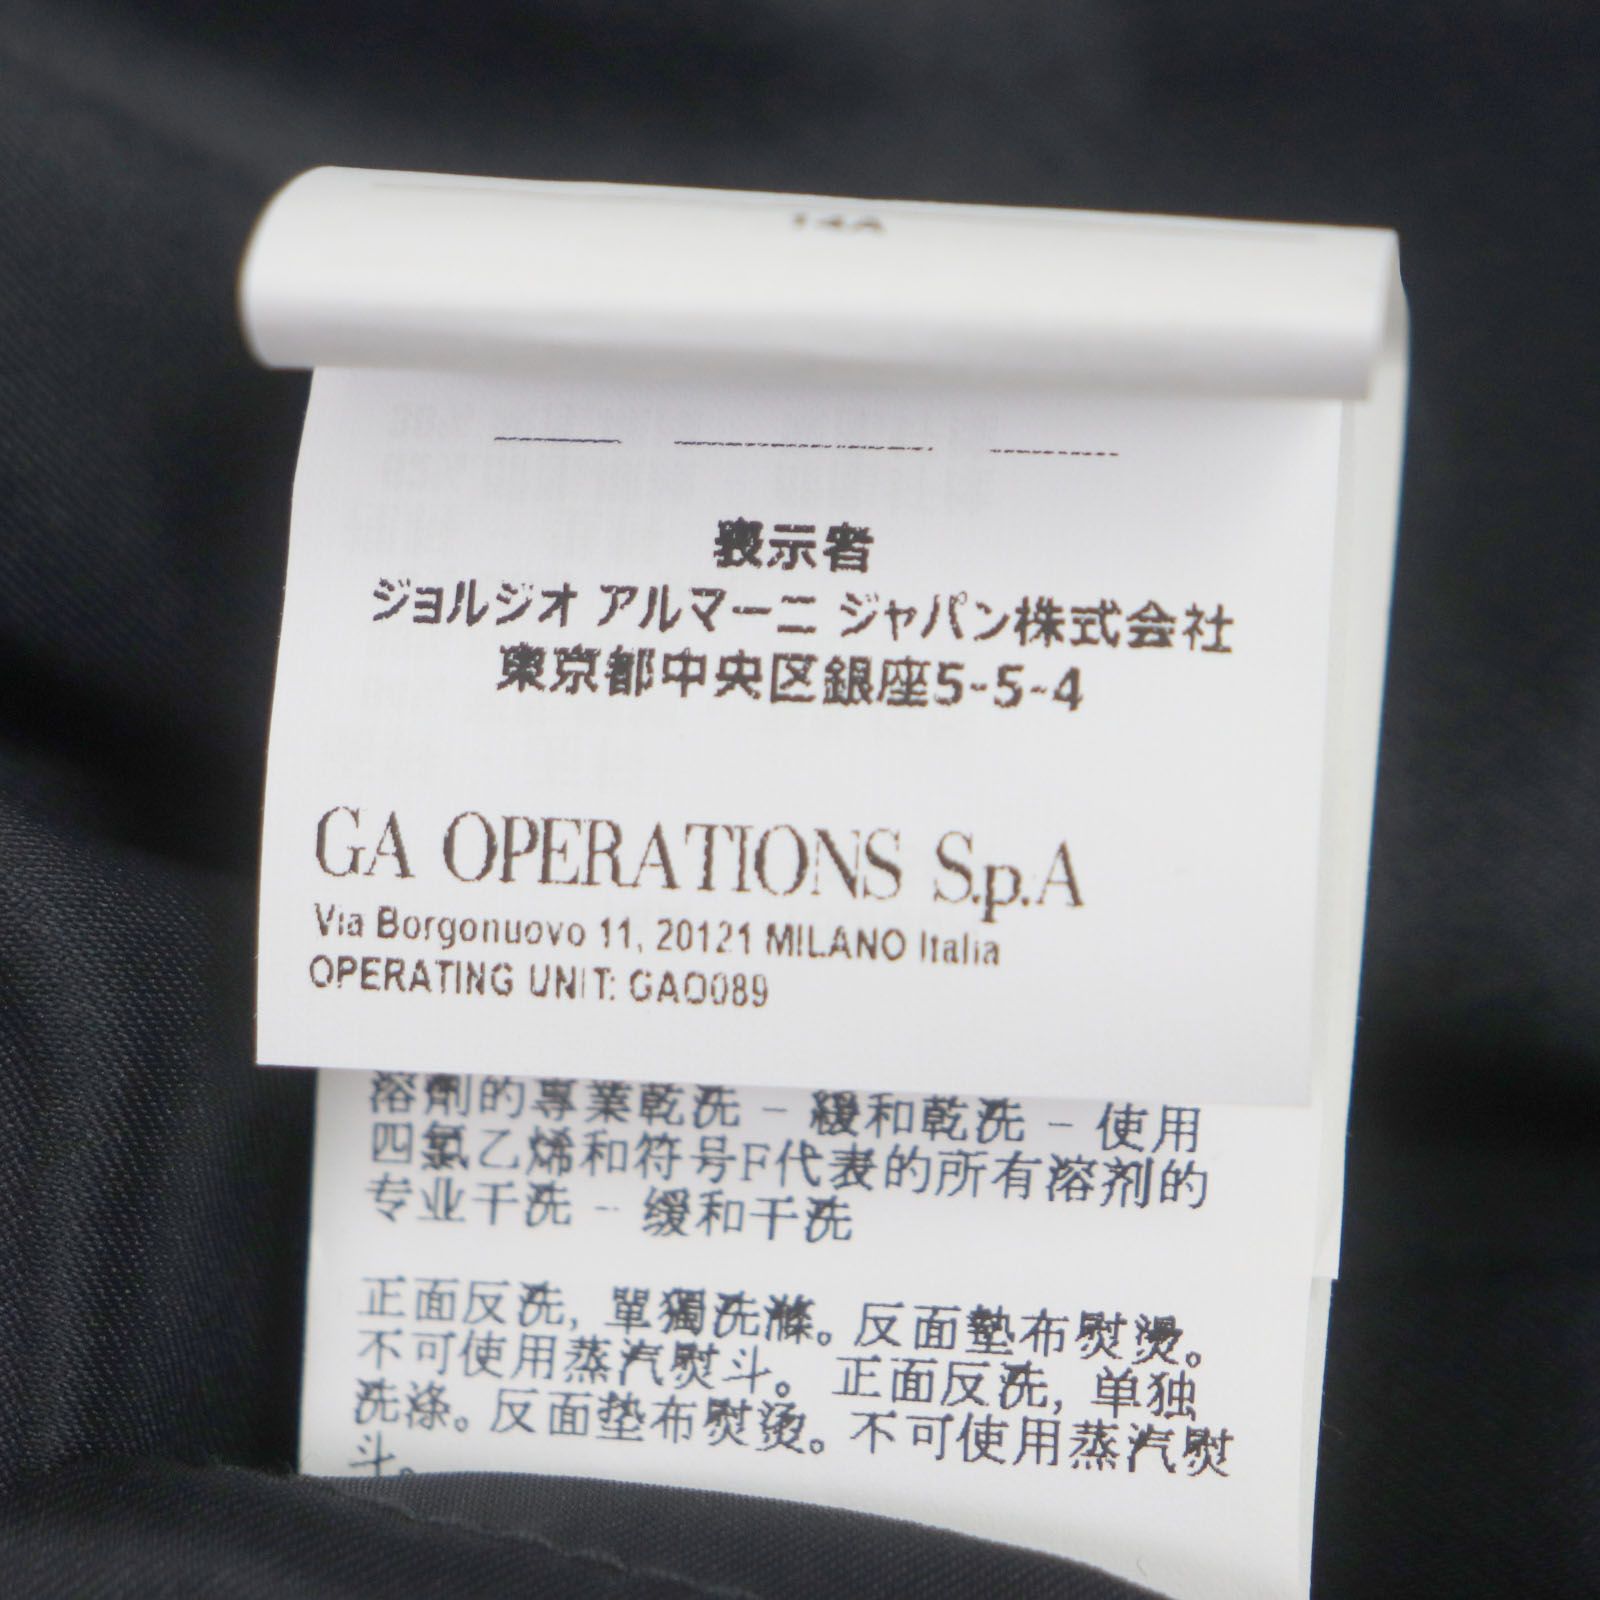 表示者
ジョルジオ アルマーニ ジャパン株式会社
東京都中央区銀座5-5-4
GA OPERATIONS S.p.A
Via Borgonuovo 11, 20121 MILANO Italia
OPERATING UNIT: GAO089
溶劑的專業乾洗 - 緩和乾洗 - 使用
四氯乙烯和符号F代表的所有溶剂的
专业干洗 - 缓和干洗
正面反洗, 單獨洗滌。反面墊布熨燙。
不可使用蒸汽熨斗。 正面反洗, 单独
洗涤。反面垫布熨烫。不可使用蒸汽熨
斗。